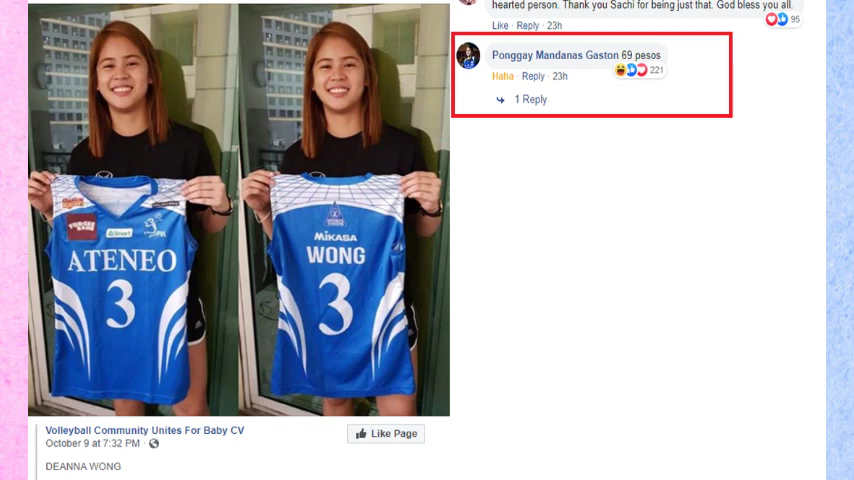 hearted person. Thank you Sachi for being just that. God bless you all.
Like · Reply · 23h
95
Ponggay Mandanas Gaston 69 pesos
Haha · Reply · 23h
221
1 Reply
smart
PVL
ATENEO
3
MIKASA
WONG
3
Volleyball Community Unites For Baby CV
October 9 at 7:32 PM ·
Like Page
DEANNA WONG